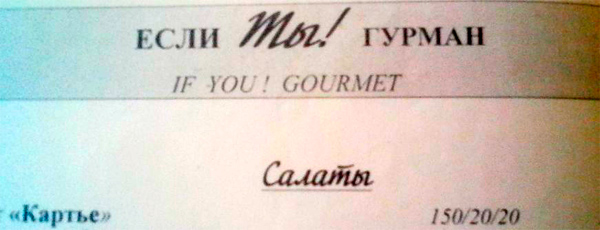 ЕСЛИ Ты! ГУРМАН
IF YOU! GOURMET
Салаты
«Картье» 150/20/20